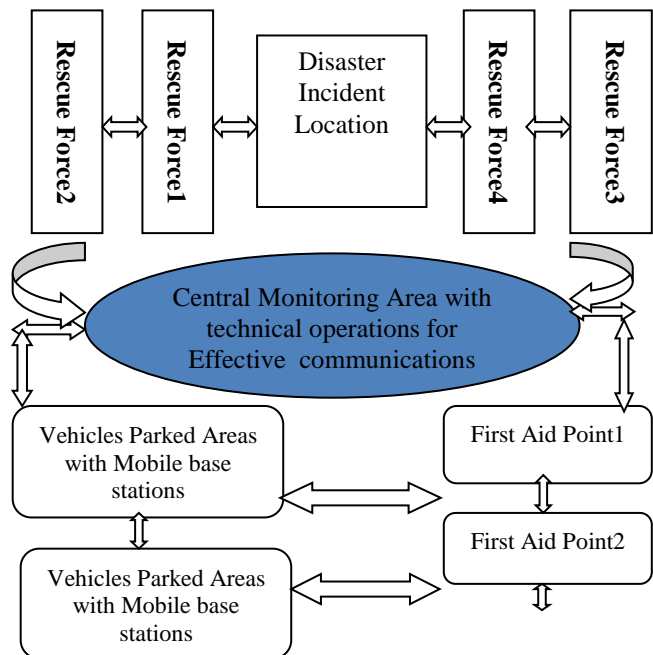 Rescue Force2
Rescue Force1
Disaster
Incident
Location
Rescue Force4
Rescue Force3
Central Monitoring Area with
technical operations for
Effective communications
Vehicles Parked Areas
with Mobile base
stations
First Aid Point1
First Aid Point2
Vehicles Parked Areas
with Mobile base
stations